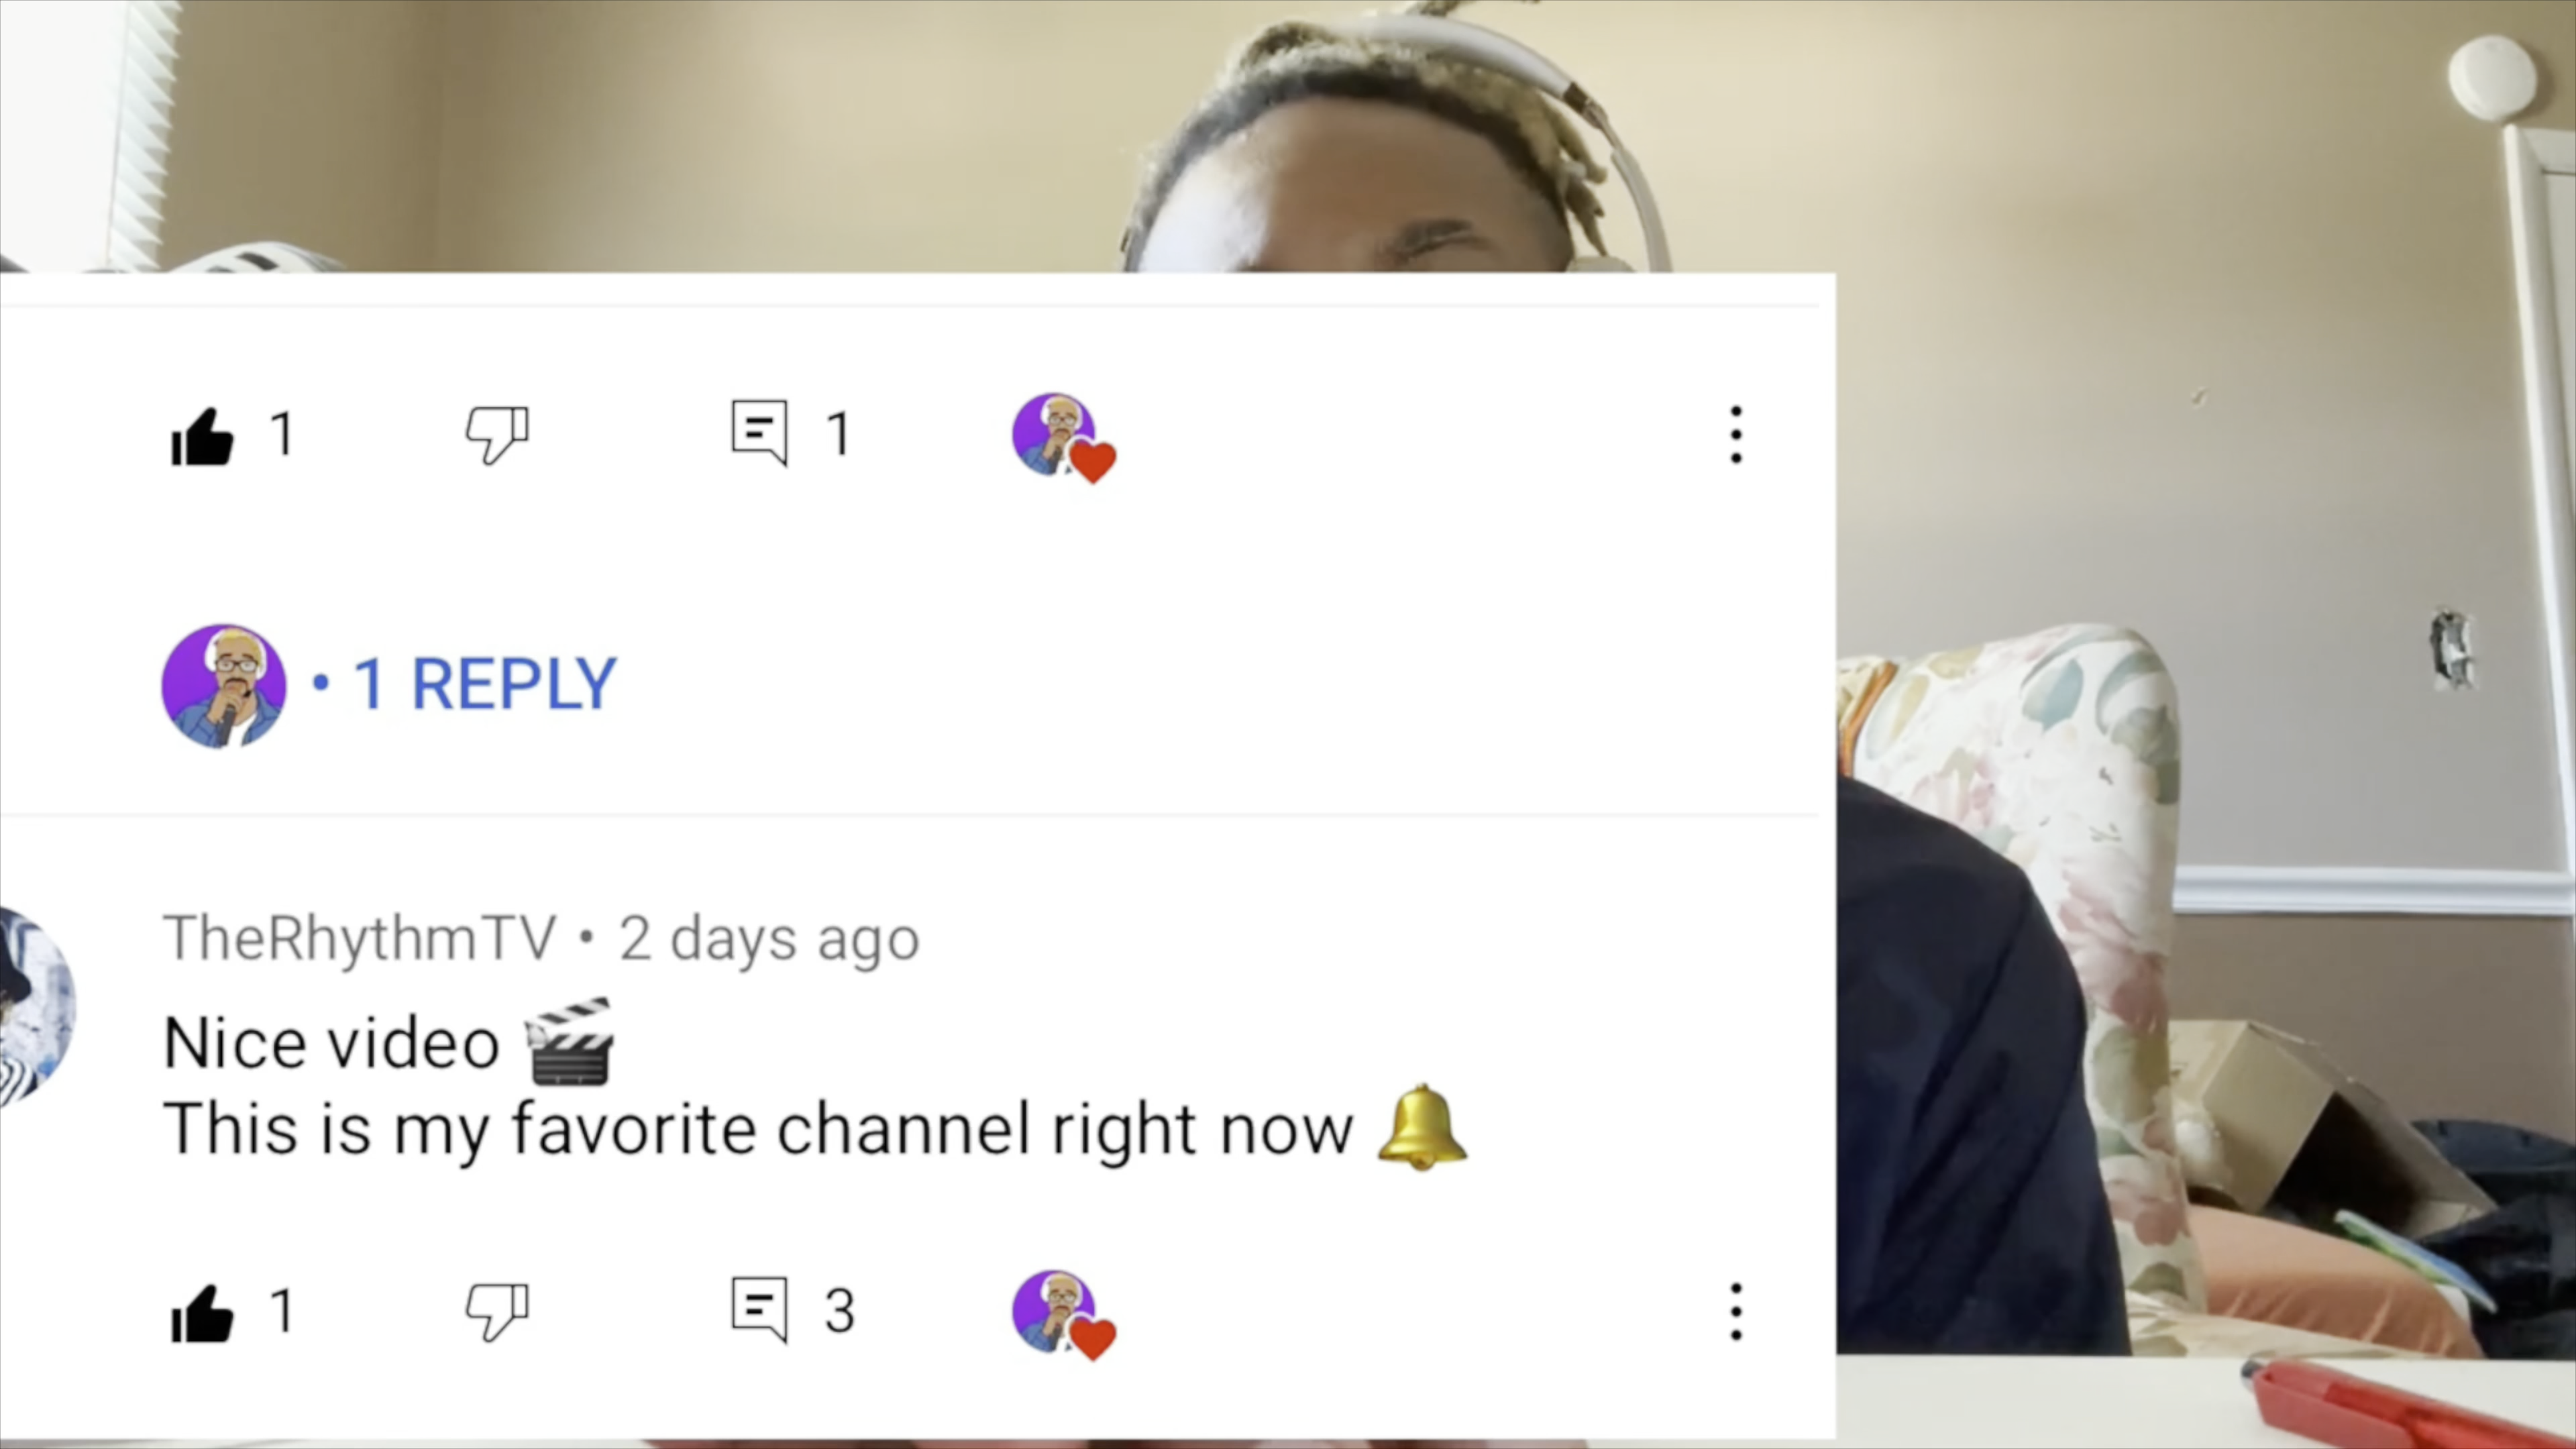 1 1
• 1 REPLY
TheRhythmTV • 2 days ago
Nice video 🎬
This is my favorite channel right now 🔔
1 3